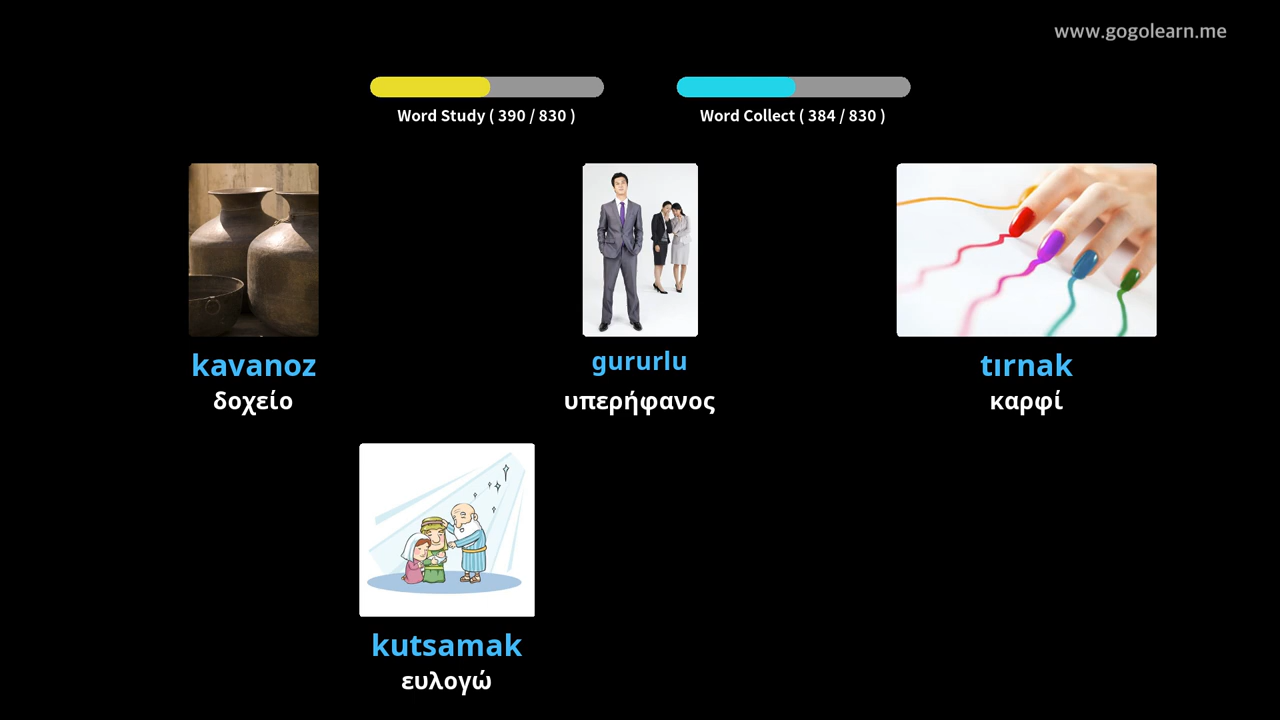 www.gogolearn.me
Word Study ( 390 / 830 )
Word Collect ( 384 / 830 )
kavanoz
δοχείο
gururlu
υπερήφανος
tırnak
καρφί
kutsamak
ευλογώ